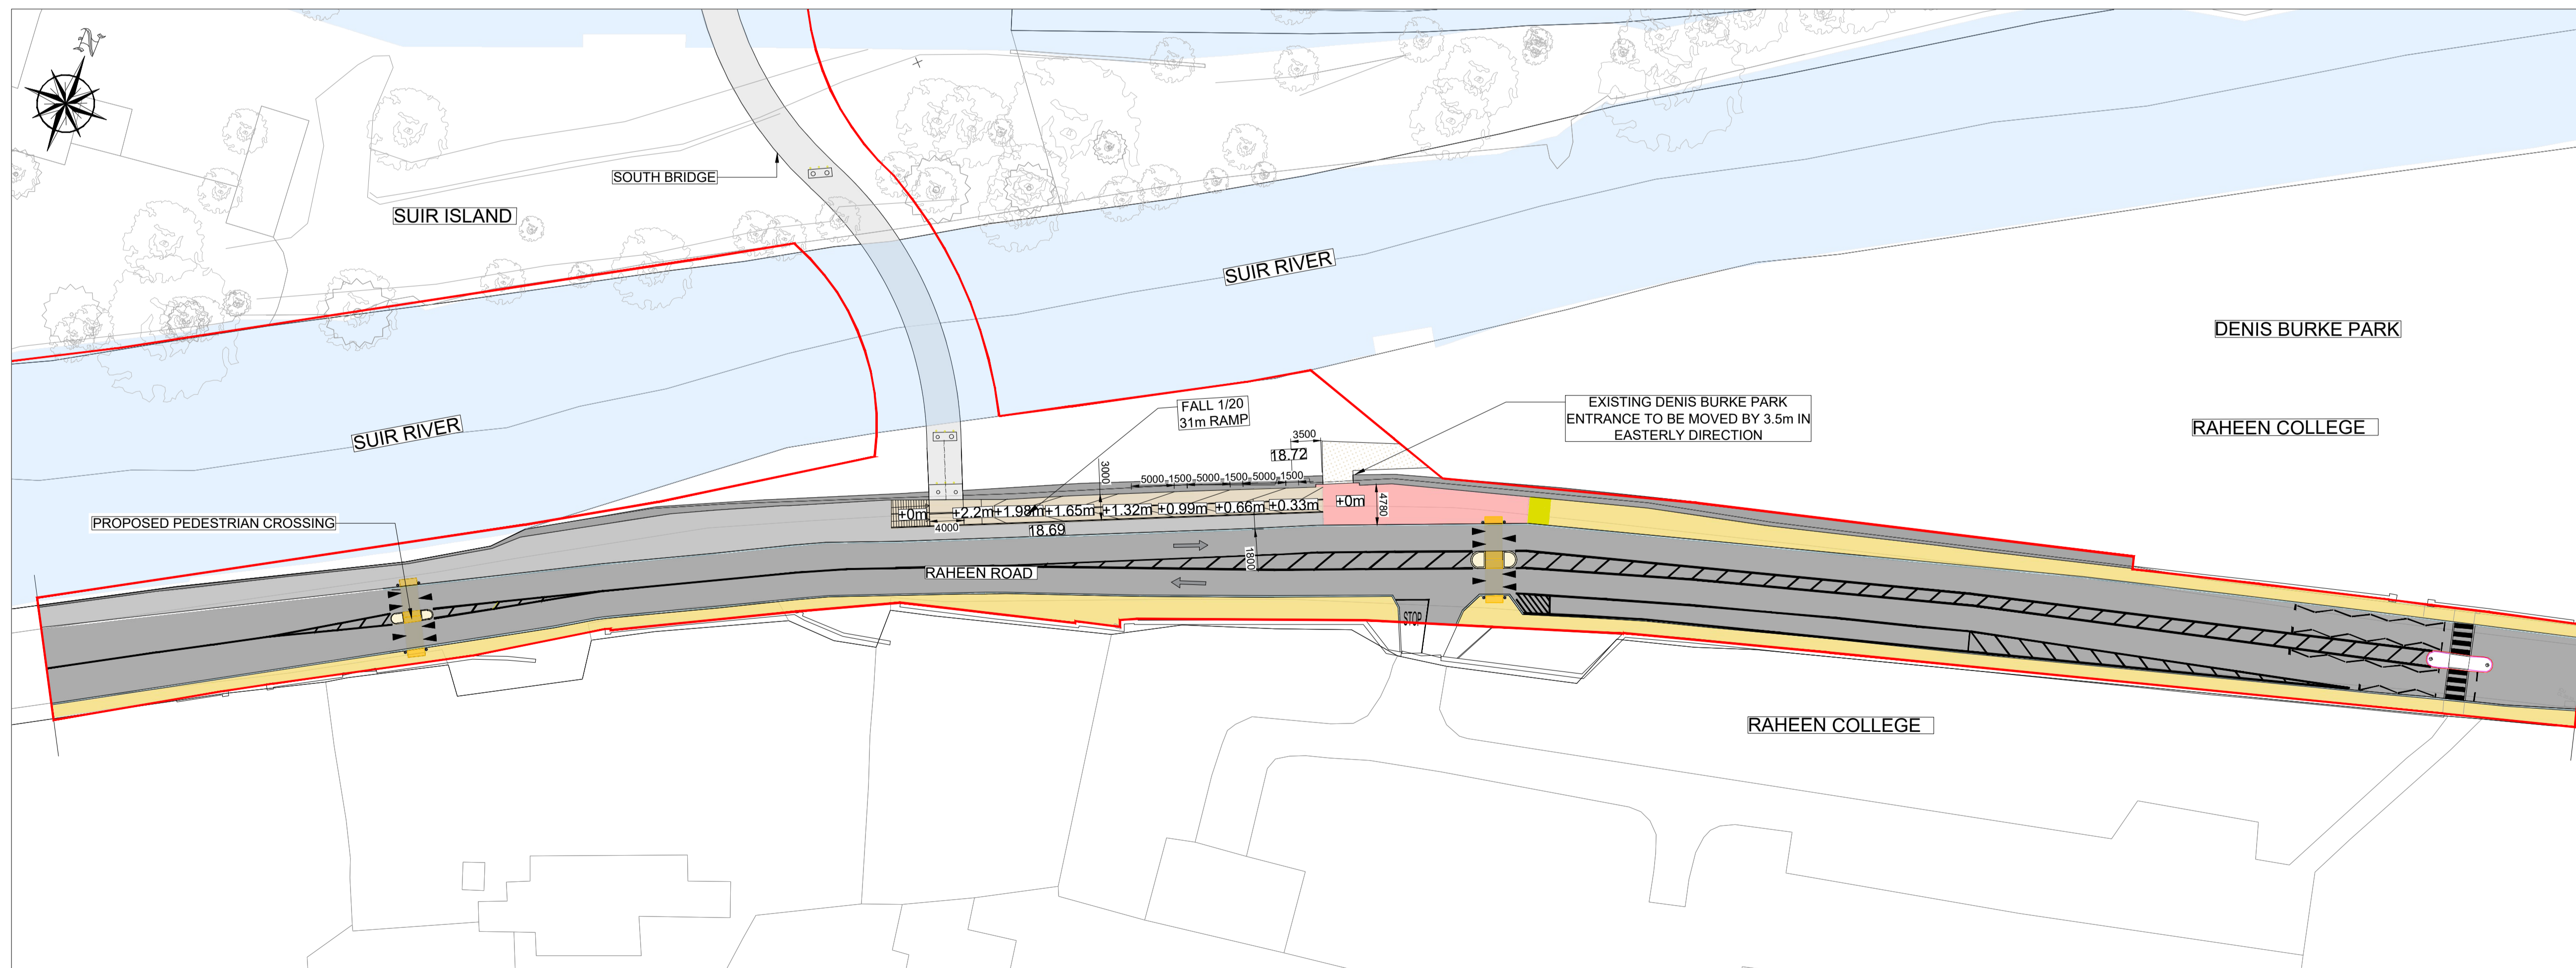 N
SOUTH BRIDGE
SUIR ISLAND
SUIR RIVER
DENIS BURKE PARK
FALL 1/20
31m RAMP
EXISTING DENIS BURKE PARK
ENTRANCE TO BE MOVED BY 3.5m IN
EASTERLY DIRECTION
RAHEEN COLLEGE
SUIR RIVER
3500
18.72
3000
5000 1500 5000 1500 5000 1500
4780
+0m +2.2m +1.98m +1.65m +1.32m +0.99m +0.66m +0.33m +0m
4000
18.69
PROPOSED PEDESTRIAN CROSSING
1800
RAHEEN ROAD
STOP
RAHEEN COLLEGE